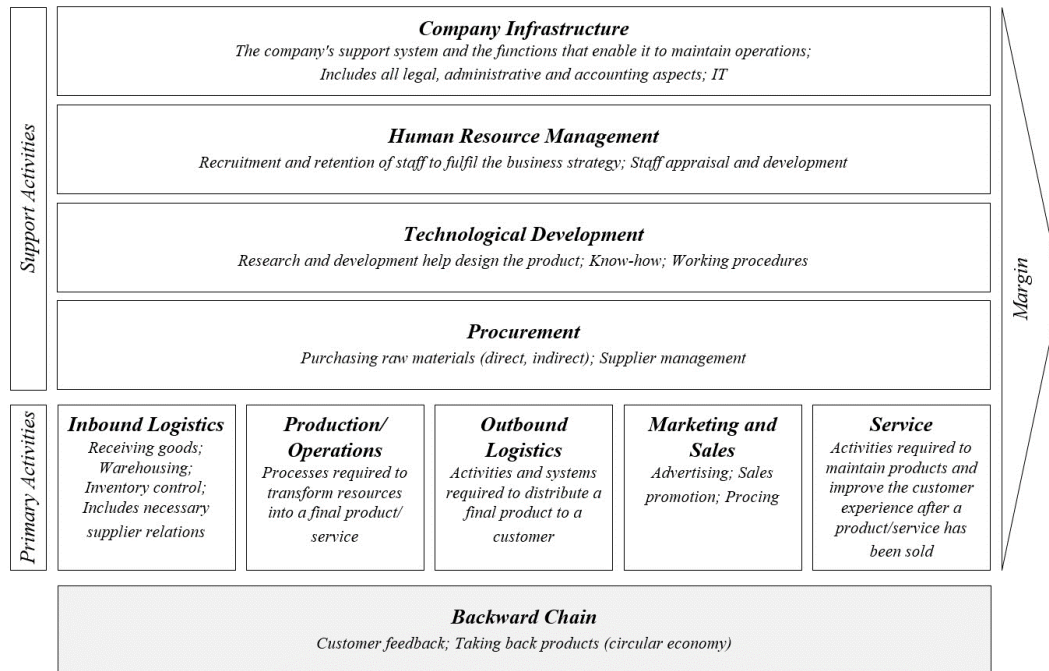 Support Activities
Company Infrastructure
The company's support system and the functions that enable it to maintain operations;
Includes all legal, administrative and accounting aspects; IT
Human Resource Management
Recruitment and retention of staff to fulfil the business strategy; Staff appraisal and development
Technological Development
Research and development help design the product; Know-how; Working procedures
Procurement
Purchasing raw materials (direct, indirect); Supplier management
Primary Activities
Inbound Logistics
Receiving goods;
Warehousing;
Inventory control;
Includes necessary
supplier relations
Production/
Operations
Processes required to
transform resources
into a final product/
service
Outbound
Logistics
Activities and systems
required to distribute a
final product to a
customer
Marketing and
Sales
Advertising; Sales
promotion; Procing
Service
Activities required to
maintain products and
improve the customer
experience after a
product/service has
been sold
Margin
Backward Chain
Customer feedback; Taking back products (circular economy)